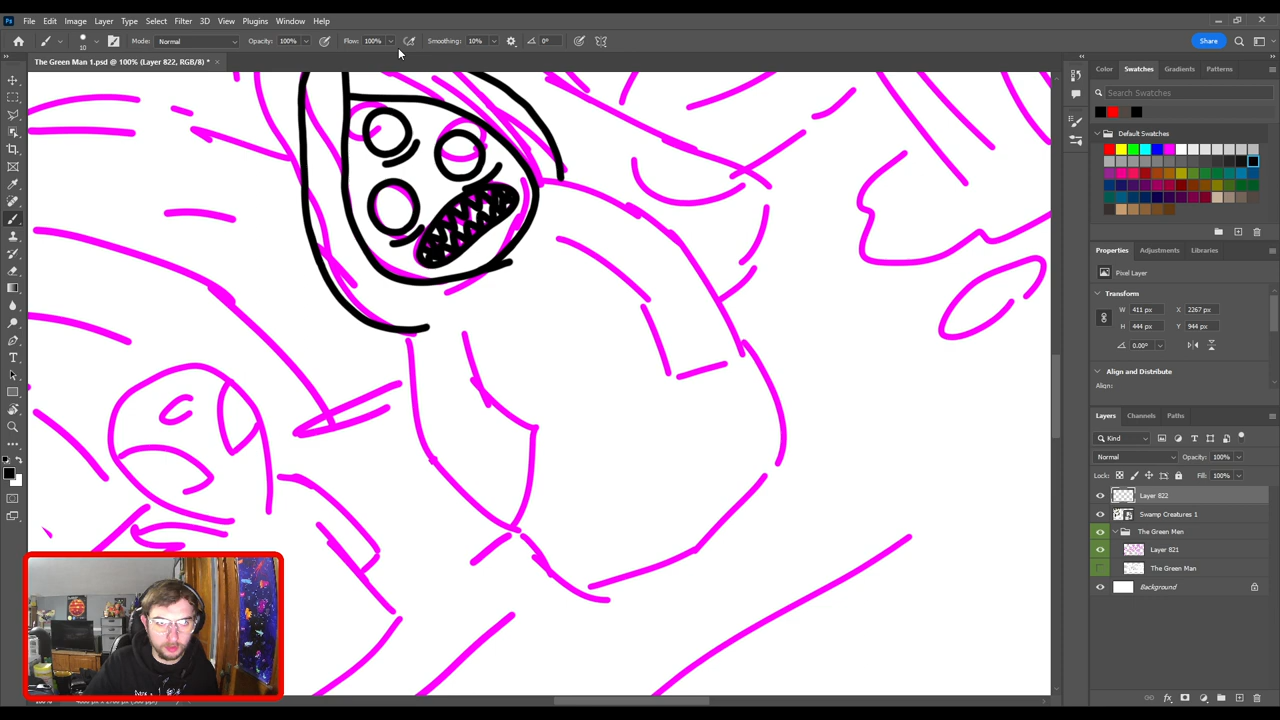 Ps File Edit Image Layer Type Select Filter 3D View Plugins Window Help
10 Mode: Normal Opacity: 100% Flow: 100% Smoothing: 10% 0° Share
The Green Man 1.psd @ 100% (Layer 822, RGB/8) *
Color Swatches Gradients Patterns
Search Swatches
Default Swatches
Properties Adjustments Libraries
Pixel Layer
Transform
W 411 px X 2267 px
H 444 px Y 944 px
0.00°
Align and Distribute
Align:
Layers Channels Paths
Kind
Normal Opacity: 100%
Lock: Fill: 100%
Layer 822
Swamp Creatures 1
The Green Men
Layer 821
The Green Man
Background